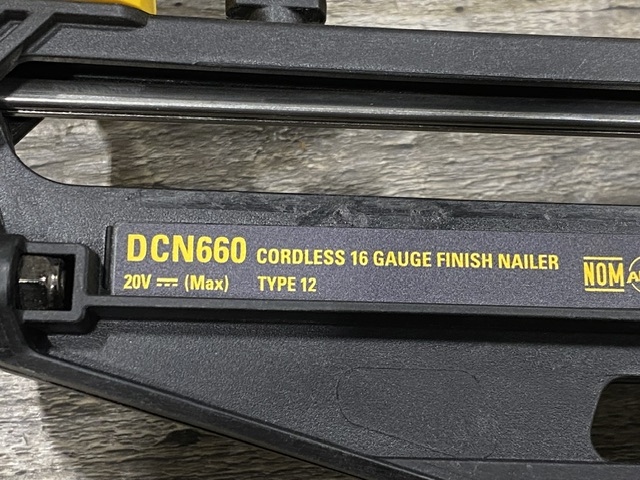 DCN660 CORDLESS 16 GAUGE FINISH NAILER
20V ⎓ (Max) TYPE 12
NOM